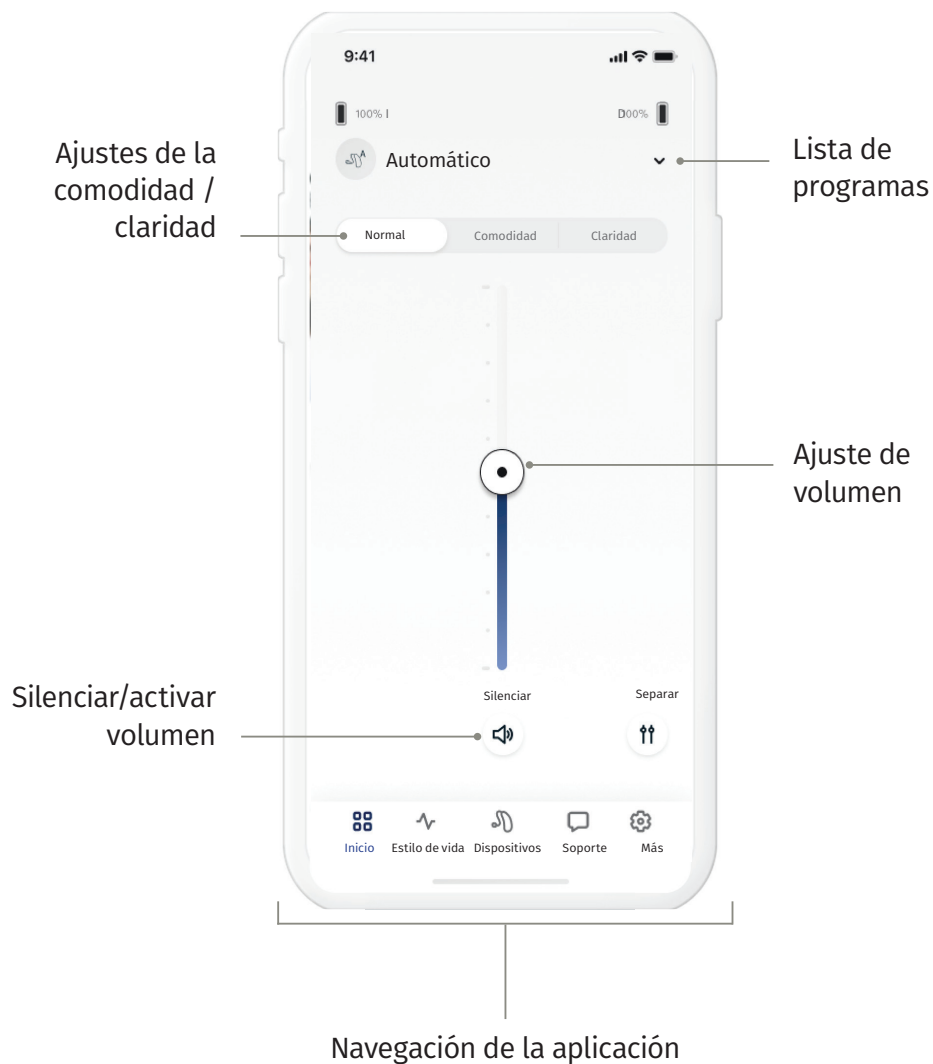 9:41
100% I
D00%
Automático
Ajustes de la
comodidad /
claridad
Lista de
programas
Normal
Comodidad
Claridad
Ajuste de
volumen
Silenciar
Separar
Silenciar/activar
volumen
Inicio
Estilo de vida
Dispositivos
Soporte
Más
Navegación de la aplicación